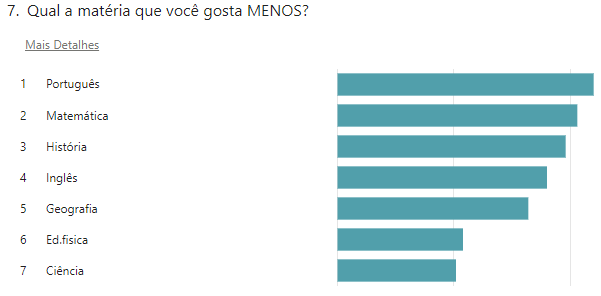 7. Qual a matéria que você gosta MENOS?
Mais Detalhes
1 Português
2 Matemática
3 História
4 Inglês
5 Geografia
6 Ed.fisica
7 Ciência